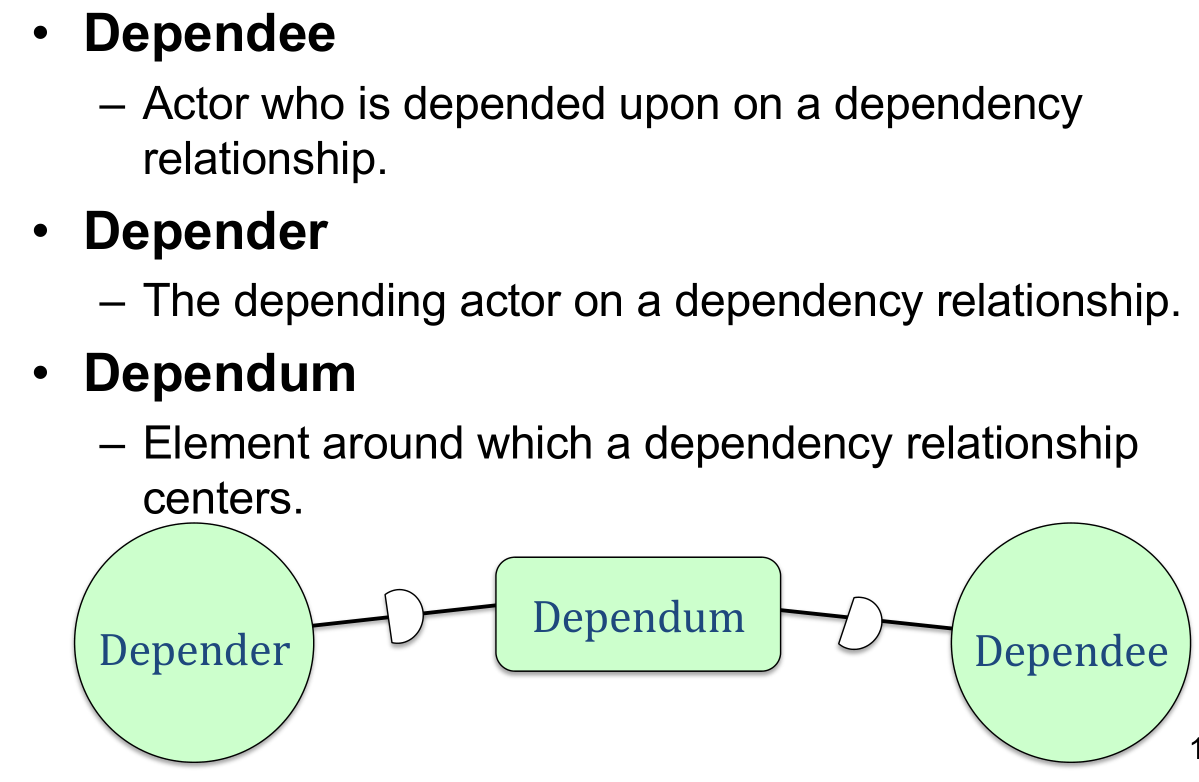 • Dependee
– Actor who is depended upon on a dependency
relationship.
• Depender
– The depending actor on a dependency relationship.
• Dependum
– Element around which a dependency relationship
centers.
Depender
Dependum
Dependee